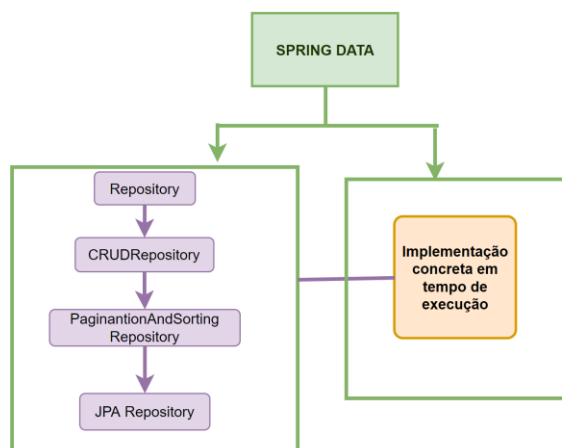 SPRING DATA
Repository
CRUDRepository
PaginantionAndSorting
Repository
JPA Repository
Implementação
concreta em
tempo de
execução